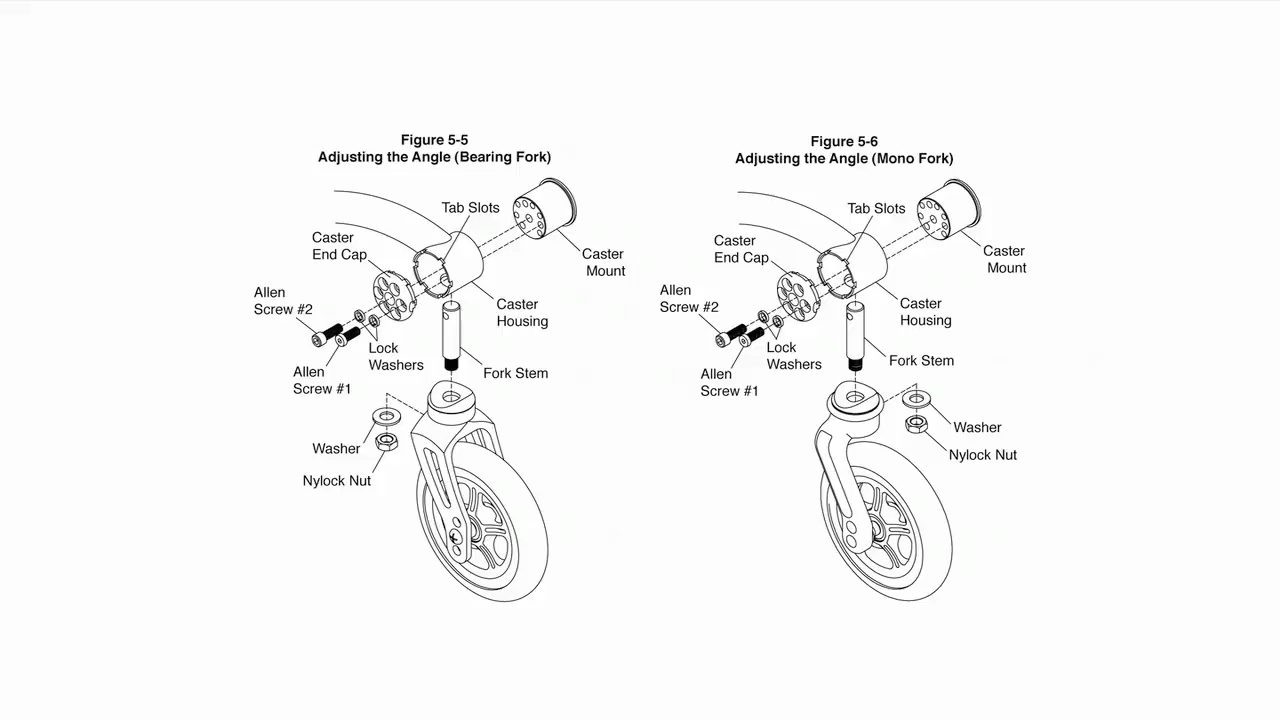 Figure 5-5
Adjusting the Angle (Bearing Fork)
Tab Slots
Caster
End Cap
Caster
Mount
Allen
Screw #2
Caster
Housing
Lock
Washers
Allen
Screw #1
Fork Stem
Washer
Nylock Nut
Figure 5-6
Adjusting the Angle (Mono Fork)
Tab Slots
Caster
End Cap
Caster
Mount
Allen
Screw #2
Caster
Housing
Lock
Washers
Fork Stem
Allen
Screw #1
Washer
Nylock Nut